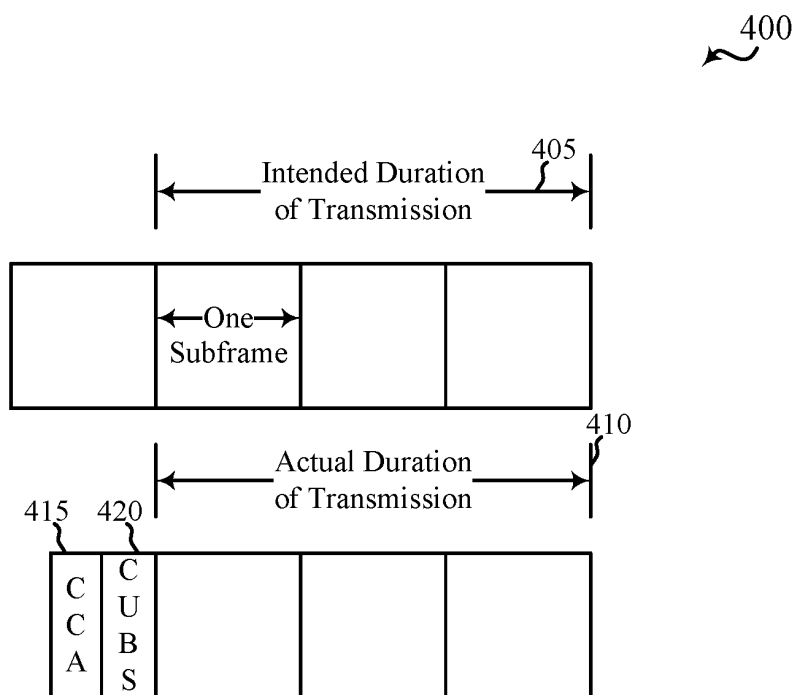 400
405
Intended Duration
of Transmission
One
Subframe
410
Actual Duration
of Transmission
415
420
C
C
A
C
U
B
S